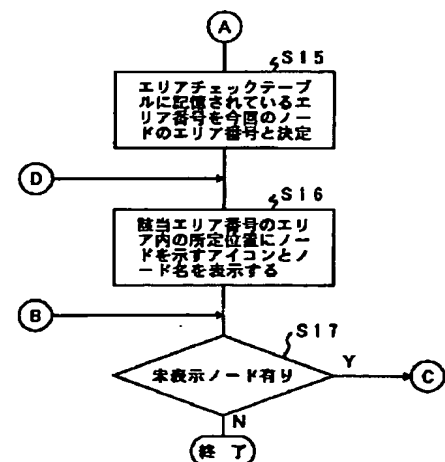 A
S15
エリアチェックテーブ
ルに記憶されているエ
リア番号を今回のノー
ドのエリア番号と決定
D
S16
該当エリア番号のエリ
ア内の所定位置にノー
ドを示すアイコンとノ
ード名を表示する
B
S17
未表示ノード有り
Y
C
N
終了